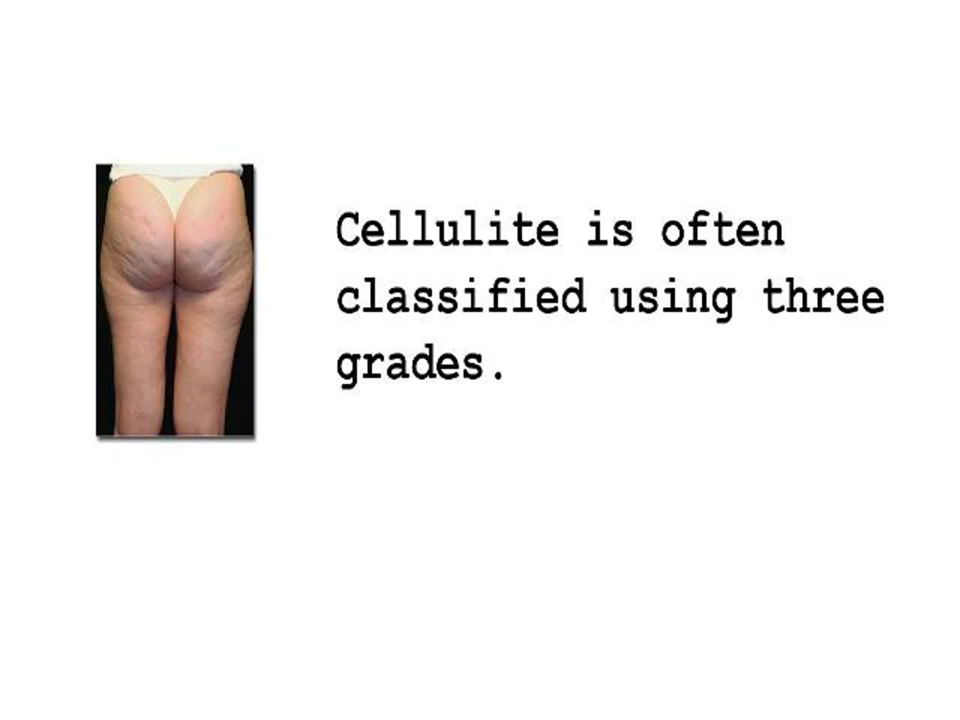 Cellulite is often
classified using three
grades.